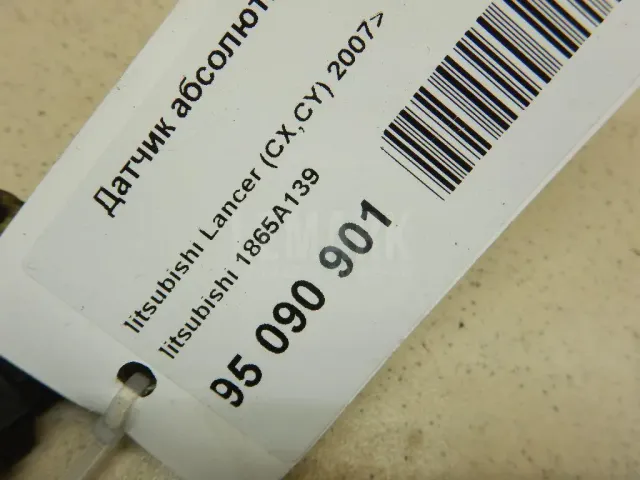 Датчик абсолют
litsubishi Lancer (CX,CY) 2007>
litsubishi 1865A139
95 090 901